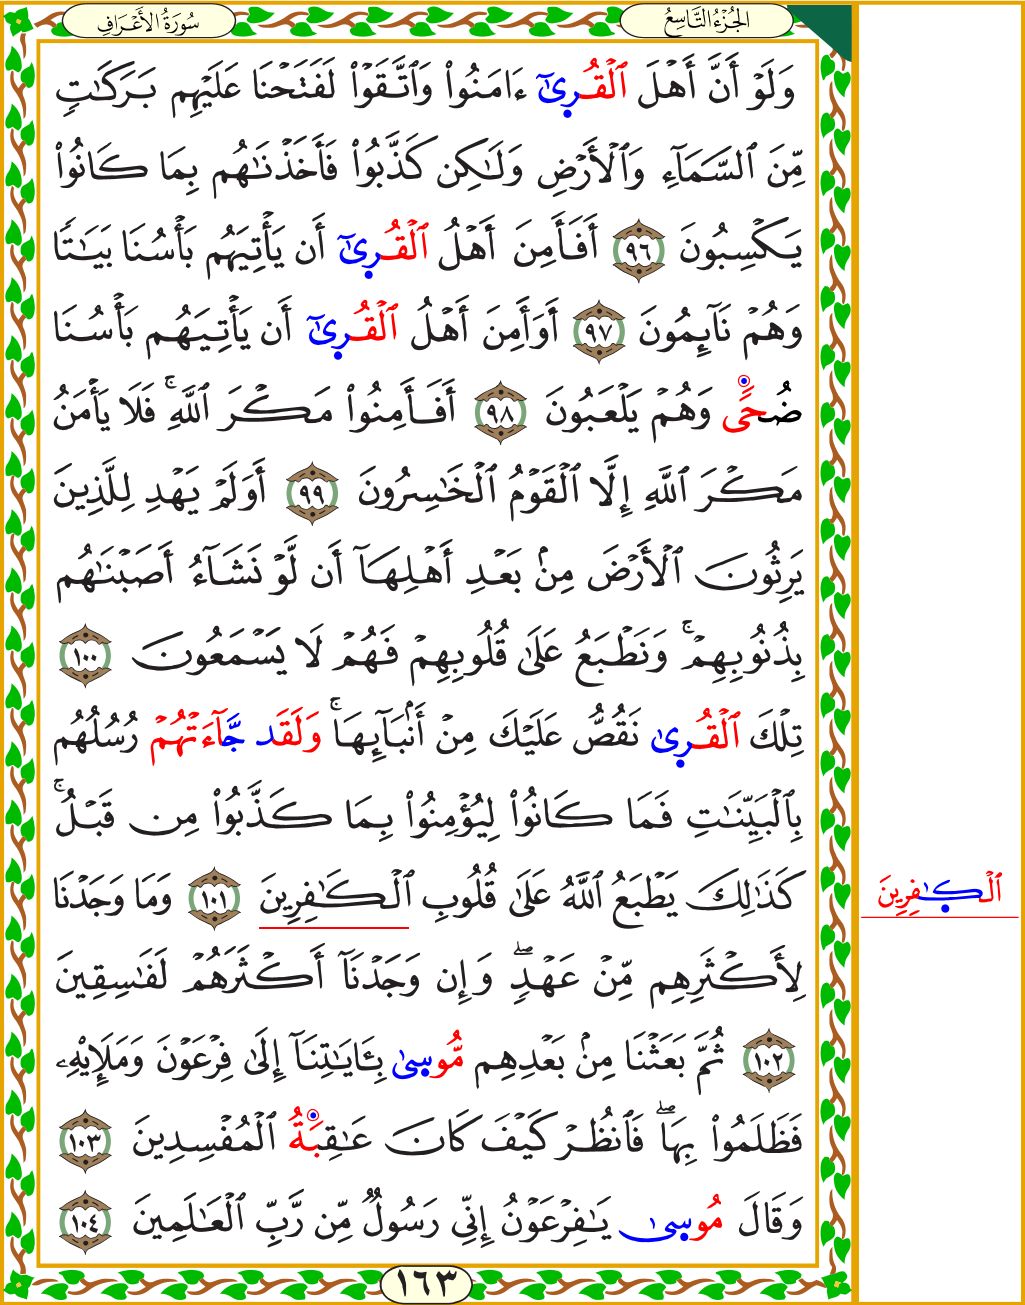 الجُزْءُ التَّاسِعُ
سُورَةُ الأَعْرَافِ
وَلَوْ أَنَّ أَهْلَ ٱلْقُرِىٰٓ ءَامَنُوا۟ وَٱتَّقَوْا۟ لَفَتَحْنَا عَلَيْهِم بَرَكَٰتٍ
مِّنَ ٱلسَّمَآءِ وَٱلْأَرْضِ وَلَٰكِن كَذَّبُوا۟ فَأَخَذْنَٰهُم بِمَا كَانُوا۟
يَكْسِبُونَ ٩٦ أَفَأَمِنَ أَهْلُ ٱلْقُرِىٰٓ أَن يَأْتِيَهُم بَأْسُنَا بَيَٰتًا
وَهُمْ نَآئِمُونَ ٩٧ أَوَأَمِنَ أَهْلُ ٱلْقُرِىٰٓ أَن يَأْتِيَهُم بَأْسُنَا
ضُحًى وَهُمْ يَلْعَبُونَ ٩٨ أَفَأَمِنُوا۟ مَكْرَ ٱللَّهِ ۚ فَلَا يَأْمَنُ
مَكْرَ ٱللَّهِ إِلَّا ٱلْقَوْمُ ٱلْخَٰسِرُونَ ٩٩ أَوَلَمْ يَهْدِ لِلَّذِينَ
يَرِثُونَ ٱلْأَرْضَ مِنۢ بَعْدِ أَهْلِهَآ أَن لَّوْ نَشَآءُ أَصَبْنَٰهُم
بِذُنُوبِهِمْ ۚ وَنَطْبَعُ عَلَىٰ قُلُوبِهِمْ فَهُمْ لَا يَسْمَعُونَ ١٠٠
تِلْكَ ٱلْقُرِىٰ نَقُصُّ عَلَيْكَ مِنْ أَنۢبَآئِهَا ۚ وَلَقَد جَّآءَتْهُمْ رُسُلُهُم
بِٱلْبَيِّنَٰتِ فَمَا كَانُوا۟ لِيُؤْمِنُوا۟ بِمَا كَذَّبُوا۟ مِن قَبْلُ ۚ
كَذَٰلِكَ يَطْبَعُ ٱللَّهُ عَلَىٰ قُلُوبِ ٱلْكَٰفِرِينَ ١٠١ وَمَا وَجَدْنَا
ٱلْكَٰفِرِينَ
لِأَكْثَرِهِم مِّنْ عَهْدٍ ۖ وَإِن وَجَدْنَآ أَكْثَرَهُمْ لَفَٰسِقِينَ
١٠٢ ثُمَّ بَعَثْنَا مِنۢ بَعْدِهِم مُّوسِىٰ بِـَٔايَٰتِنَآ إِلَىٰ فِرْعَوْنَ وَمَلَإِي۟هِۦ
فَظَلَمُوا۟ بِهَا ۖ فَٱنظُرْ كَيْفَ كَانَ عَٰقِبَةُ ٱلْمُفْسِدِينَ ١٠٣
وَقَالَ مُوسِىٰ يَٰفِرْعَوْنُ إِنِّى رَسُولٌ مِّن رَّبِّ ٱلْعَٰلَمِينَ ١٠٤
١٦٣